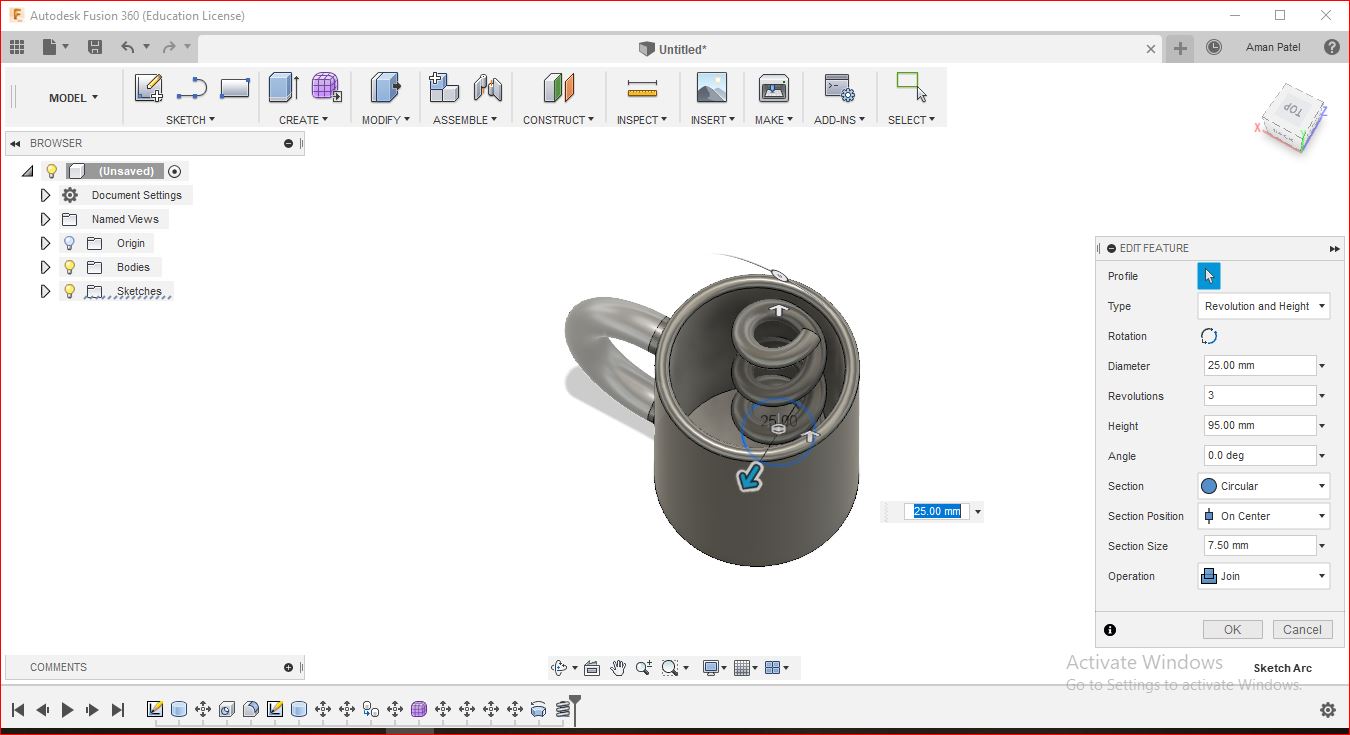 Autodesk Fusion 360 (Education License)
Untitled*
Aman Patel
MODEL
SKETCH
CREATE
MODIFY
ASSEMBLE
CONSTRUCT
INSPECT
INSERT
MAKE
ADD-INS
SELECT
TOP
X
Z
BROWSER
(Unsaved)
Document Settings
Named Views
Origin
Bodies
Sketches
25.00
25.00 mm
EDIT FEATURE
Profile
Type Revolution and Height
Rotation
Diameter 25.00 mm
Revolutions 3
Height 95.00 mm
Angle 0.0 deg
Section Circular
Section Position On Center
Section Size 7.50 mm
Operation Join
OK Cancel
COMMENTS
Activate Windows
Go to Settings to activate Windows.
Sketch Arc